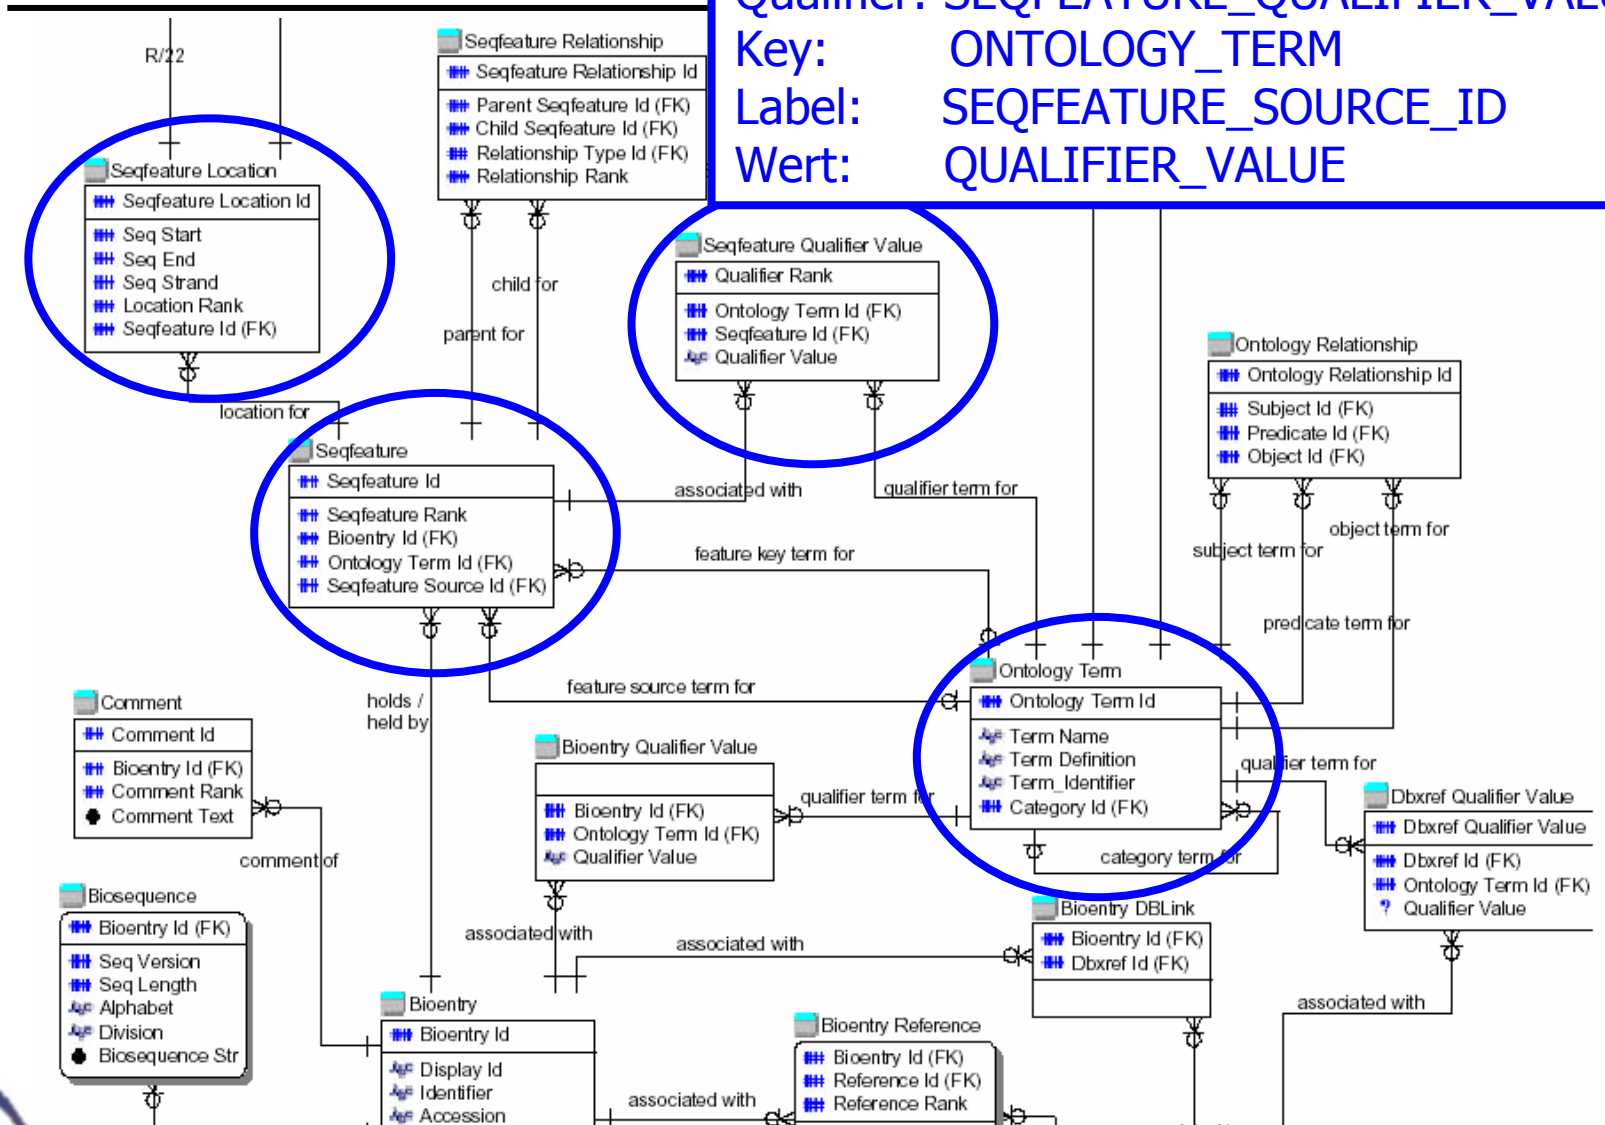 Qualifier: SEQFEATURE_QUALIFIER_VALU
Key: ONTOLOGY_TERM
Label: SEQFEATURE_SOURCE_ID
Wert: QUALIFIER_VALUE
R/22
Seqfeature Relationship
Seqfeature Relationship Id
Parent Seqfeature Id (FK)
Child Seqfeature Id (FK)
Relationship Type Id (FK)
Relationship Rank
Seqfeature Location
Seqfeature Location Id
Seq Start
Seq End
Seq Strand
Location Rank
Seqfeature Id (FK)
Seqfeature Qualifier Value
Qualifier Rank
Ontology Term Id (FK)
Seqfeature Id (FK)
Qualifier Value
child for
parent for
Ontology Relationship
Ontology Relationship Id
Subject Id (FK)
Predicate Id (FK)
Object Id (FK)
location for
Seqfeature
Seqfeature Id
Seqfeature Rank
Bioentry Id (FK)
Ontology Term Id (FK)
Seqfeature Source Id (FK)
associated with
qualifier term for
feature key term for
object term for
subject term for
predicate term for
Ontology Term
Ontology Term Id
Term Name
Term Definition
Term_Identifier
Category Id (FK)
feature source term for
holds /
held by
Comment
Comment Id
Bioentry Id (FK)
Comment Rank
Comment Text
Bioentry Qualifier Value
Bioentry Id (FK)
Ontology Term Id (FK)
Qualifier Value
qualifier term for
qualifier term for
category term for
Dbxref Qualifier Value
Dbxref Qualifier Value
Dbxref Id (FK)
Ontology Term Id (FK)
Qualifier Value
comment of
Biosequence
Bioentry Id (FK)
Seq Version
Seq Length
Alphabet
Division
Biosequence Str
associated with
associated with
Bioentry DBLink
Bioentry Id (FK)
Dbxref Id (FK)
associated with
Bioentry
Bioentry Id
Display Id
Identifier
Accession
associated with
Bioentry Reference
Bioentry Id (FK)
Reference Id (FK)
Reference Rank